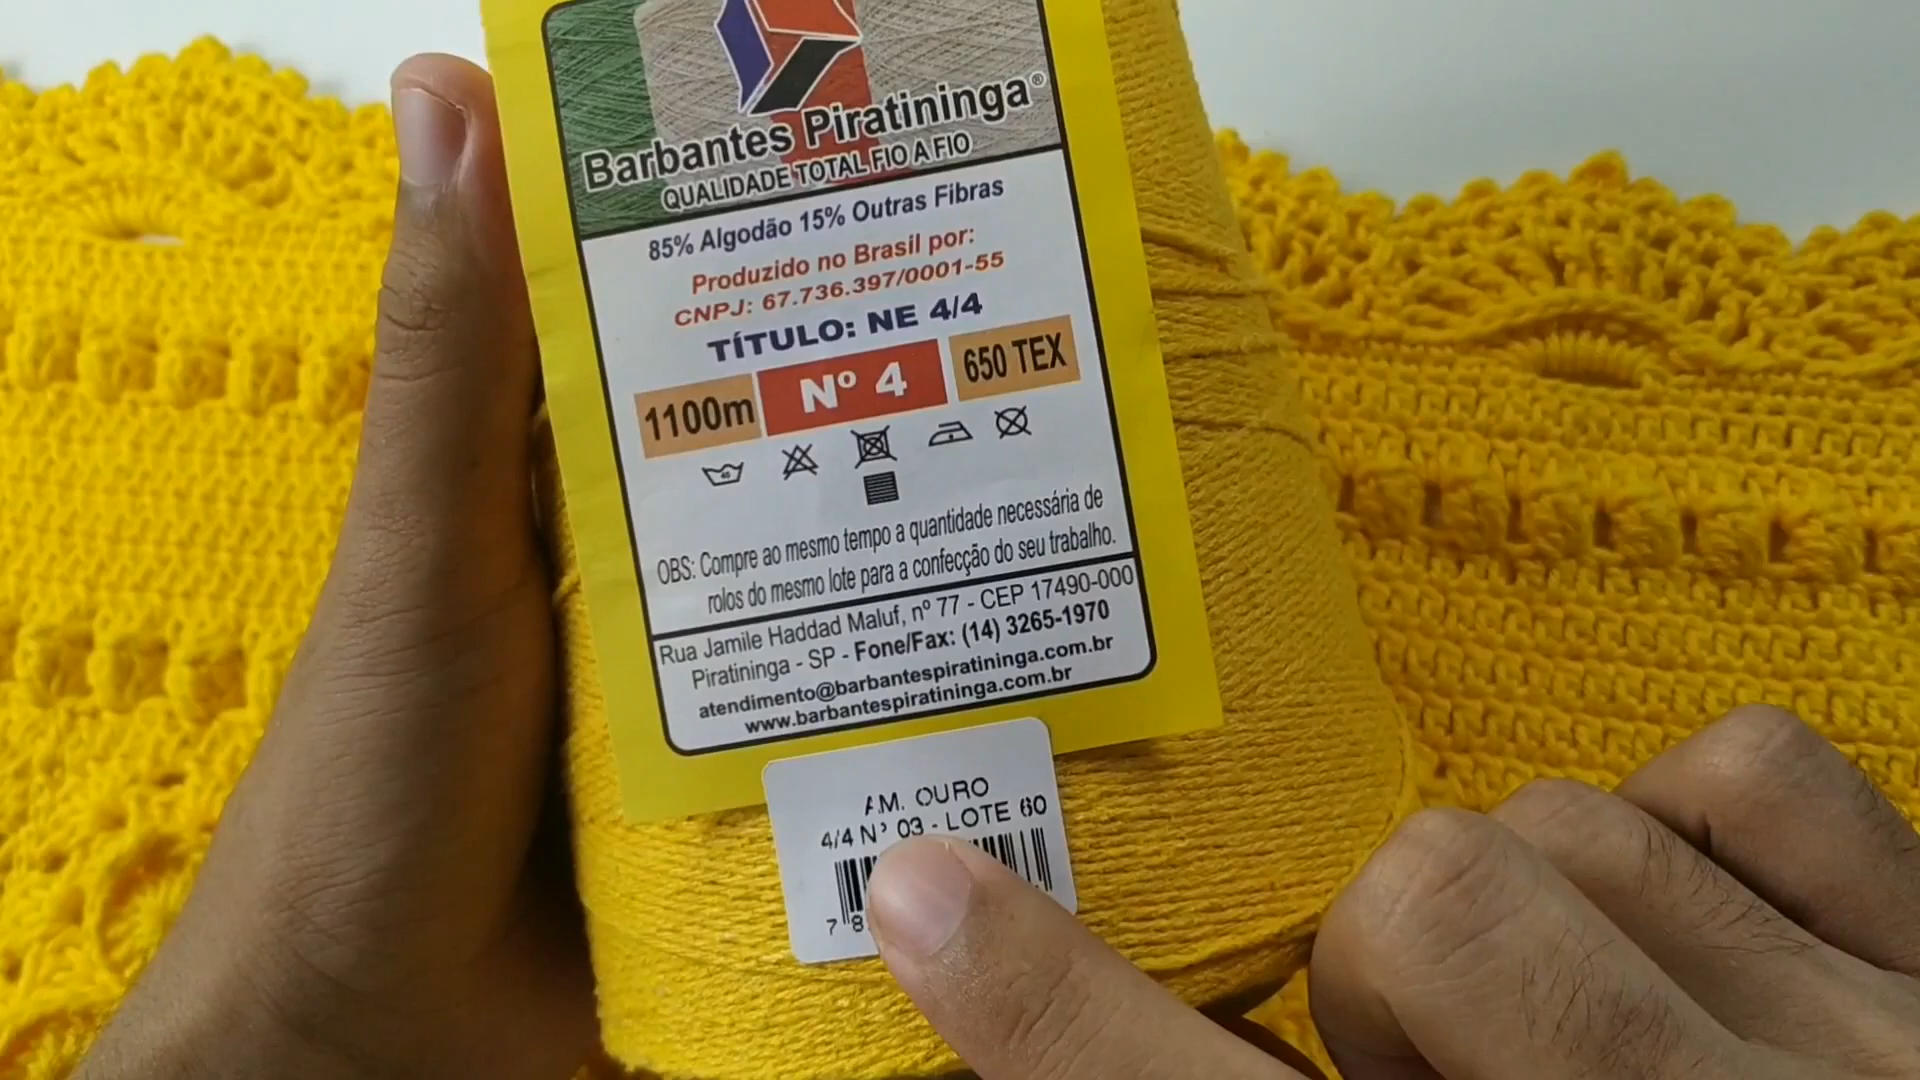 Barbantes Piratininga®
QUALIDADE TOTAL FIO A FIO
85% Algodão 15% Outras Fibras
Produzido no Brasil por:
CNPJ: 67.736.397/0001-55
TÍTULO: NE 4/4
1100m Nº 4 650 TEX
40
OBS: Compre ao mesmo tempo a quantidade necessária de
rolos do mesmo lote para a confecção do seu trabalho.
Rua Jamile Haddad Maluf, nº 77 - CEP 17490-000
Piratininga - SP - Fone/Fax: (14) 3265-1970
atendimento@barbantespiratininga.com.br
www.barbantespiratininga.com.br
AM. OURO
4/4 Nº 03 - LOTE 60
7 8